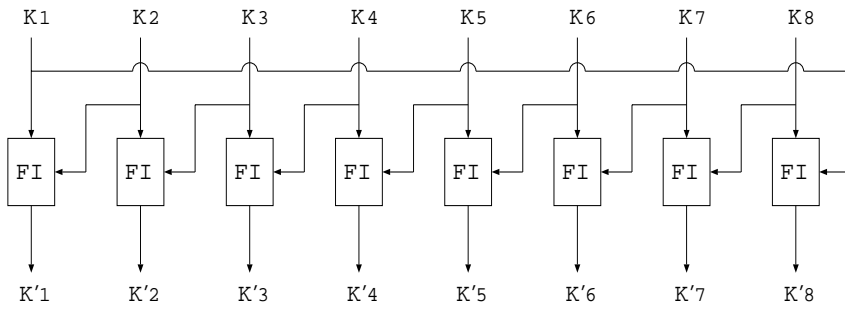 K1 K2 K3 K4 K5 K6 K7 K8
FI FI FI FI FI FI FI FI
K'1 K'2 K'3 K'4 K'5 K'6 K'7 K'8